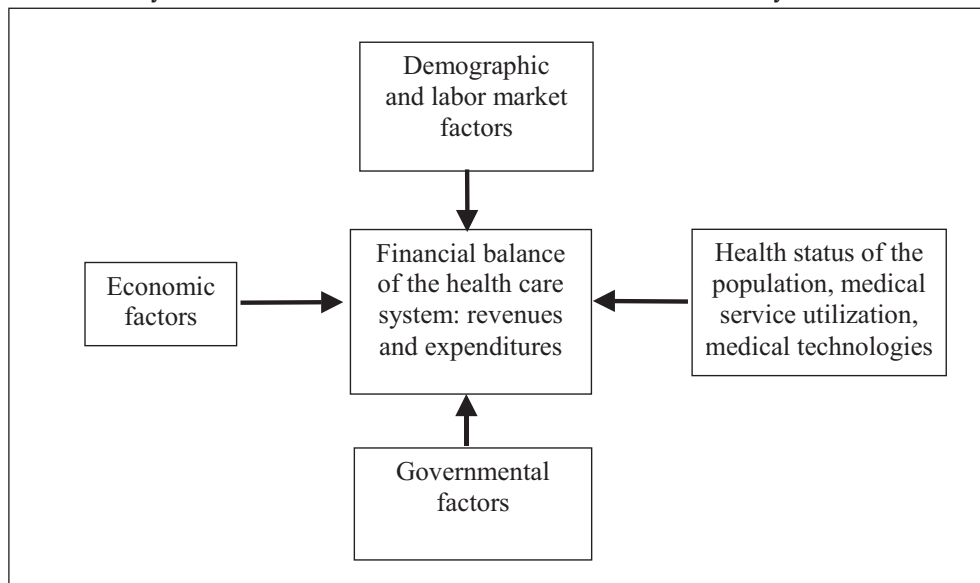 Demographic
and labor market
factors
Financial balance
of the health care
system: revenues
and expenditures
Economic
factors
Health status of the
population, medical
service utilization,
medical technologies
Governmental
factors